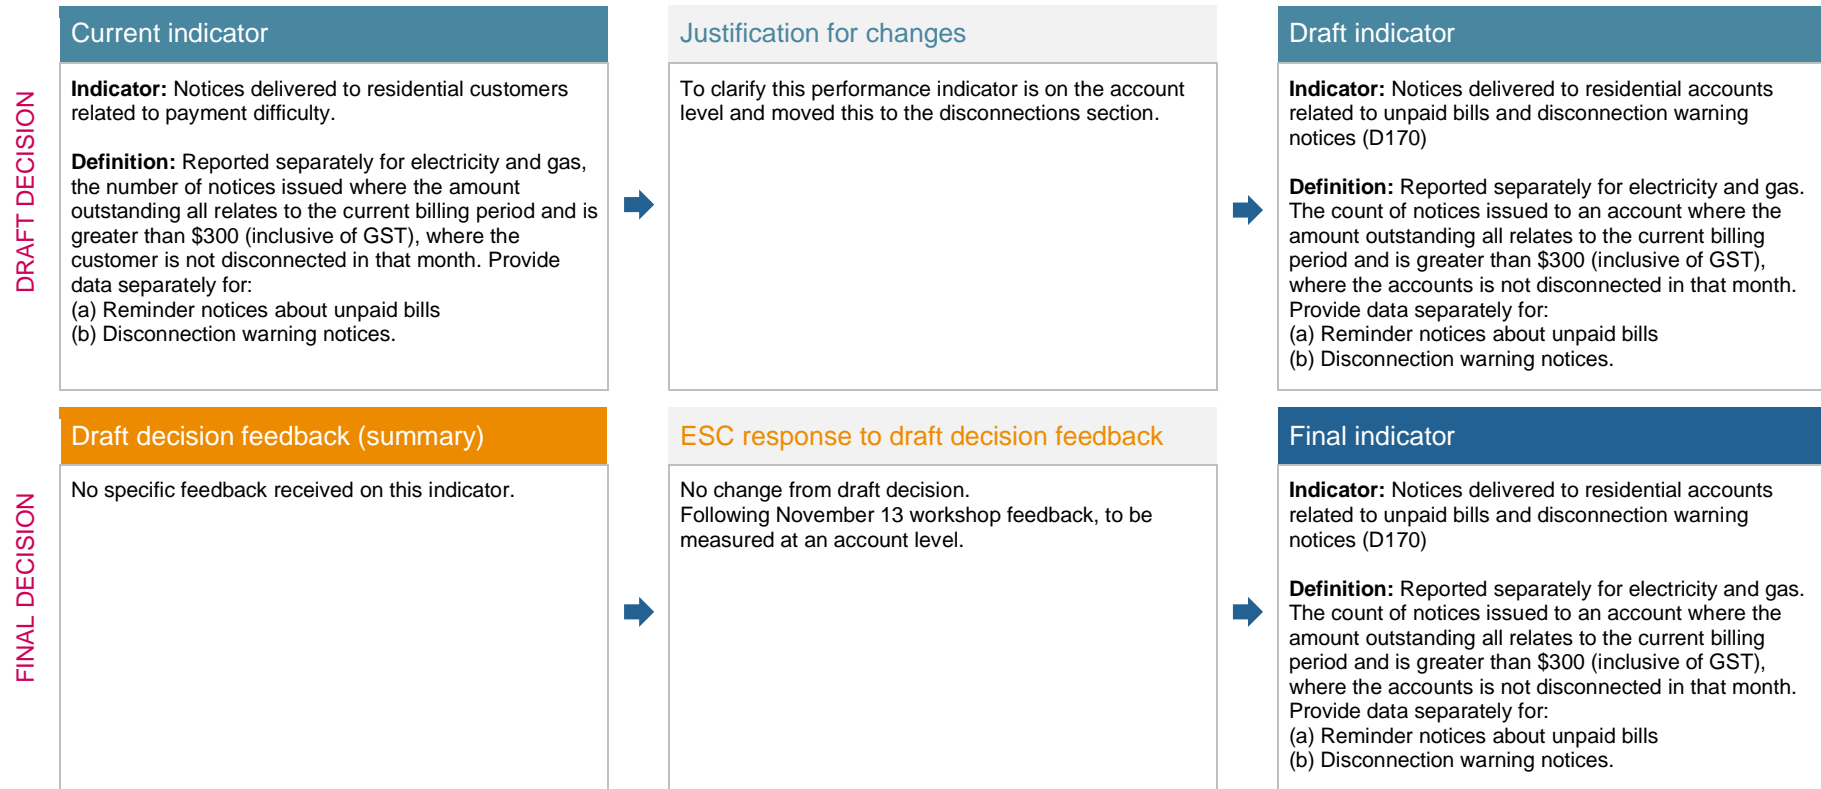 DRAFT DECISION
Current indicator
Indicator: Notices delivered to residential customers
related to payment difficulty.
Definition: Reported separately for electricity and gas,
the number of notices issued where the amount
outstanding all relates to the current billing period and is
greater than $300 (inclusive of GST), where the
customer is not disconnected in that month. Provide
data separately for:
(a) Reminder notices about unpaid bills
(b) Disconnection warning notices.
Justification for changes
To clarify this performance indicator is on the account
level and moved this to the disconnections section.
Draft indicator
Indicator: Notices delivered to residential accounts
related to unpaid bills and disconnection warning
notices (D170)
Definition: Reported separately for electricity and gas.
The count of notices issued to an account where the
amount outstanding all relates to the current billing
period and is greater than $300 (inclusive of GST),
where the accounts is not disconnected in that month.
Provide data separately for:
(a) Reminder notices about unpaid bills
(b) Disconnection warning notices.
FINAL DECISION
Draft decision feedback (summary)
No specific feedback received on this indicator.
ESC response to draft decision feedback
No change from draft decision.
Following November 13 workshop feedback, to be
measured at an account level.
Final indicator
Indicator: Notices delivered to residential accounts
related to unpaid bills and disconnection warning
notices (D170)
Definition: Reported separately for electricity and gas.
The count of notices issued to an account where the
amount outstanding all relates to the current billing
period and is greater than $300 (inclusive of GST),
where the accounts is not disconnected in that month.
Provide data separately for:
(a) Reminder notices about unpaid bills
(b) Disconnection warning notices.